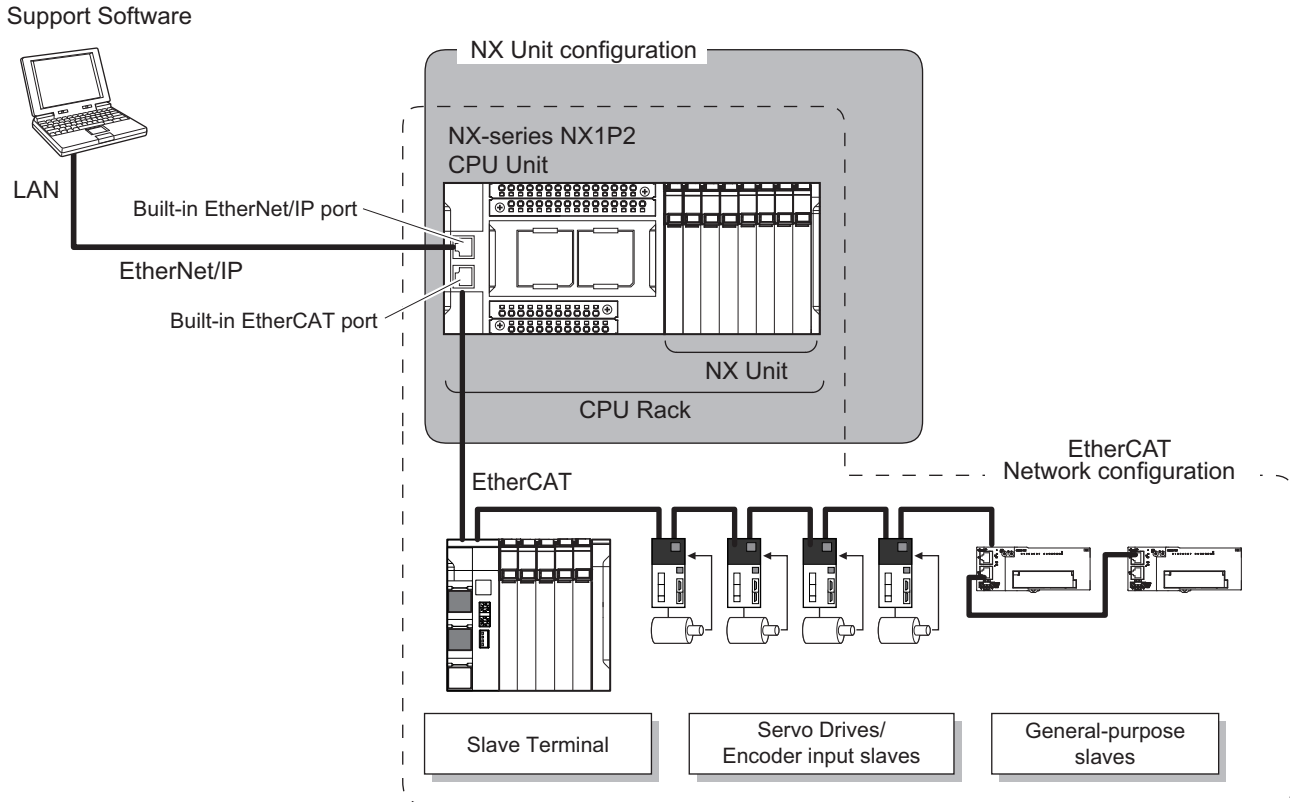 Support Software
NX Unit configuration
NX-series NX1P2
CPU Unit
LAN
Built-in EtherNet/IP port
EtherNet/IP
Built-in EtherCAT port
NX Unit
CPU Rack
EtherCAT
Network configuration
EtherCAT
Slave Terminal
Servo Drives/
Encoder input slaves
General-purpose
slaves